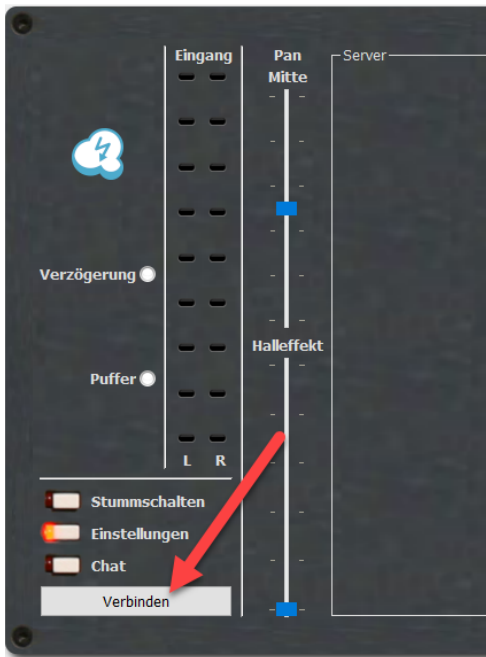 Eingang
Pan
Mitte
Server
Verzögerung
Halleffekt
Puffer
L R
Stummschalten
Einstellungen
Chat
Verbinden